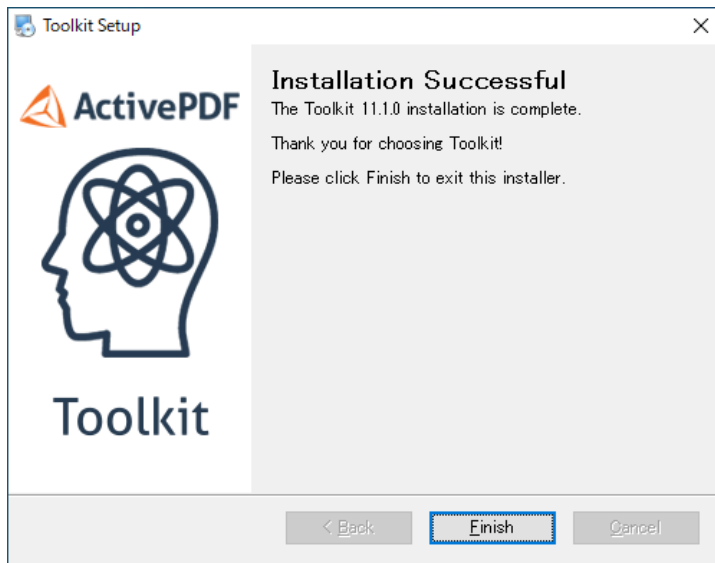 Toolkit Setup
ActivePDF
Toolkit
Installation Successful
The Toolkit 11.1.0 installation is complete.
Thank you for choosing Toolkit!
Please click Finish to exit this installer.
< Back
Finish
Cancel